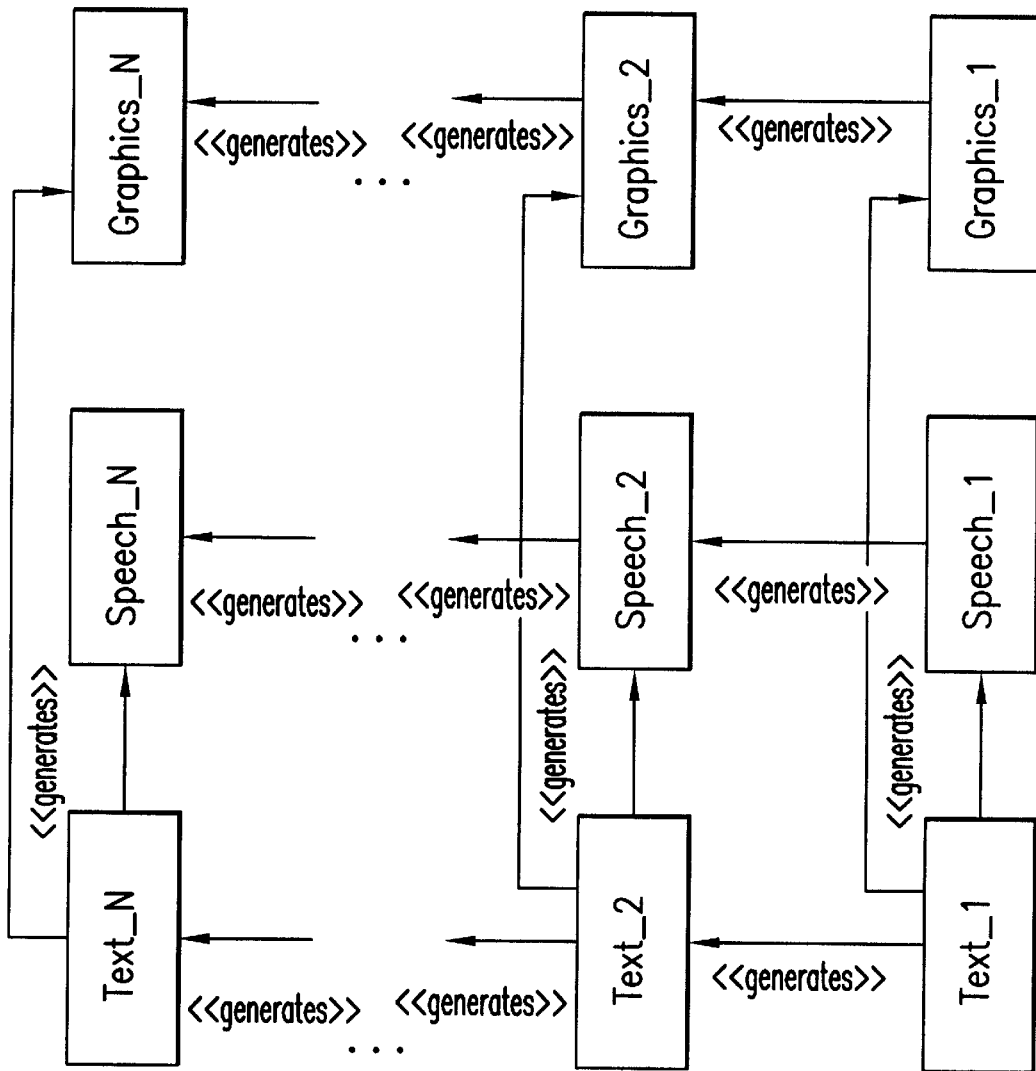 Text_N
<<generates>>
Speech_N
Graphics_N
<<generates>>
<<generates>>
<<generates>>
. . .
. . .
. . .
<<generates>>
<<generates>>
<<generates>>
Text_2
<<generates>>
Speech_2
Graphics_2
<<generates>>
<<generates>>
<<generates>>
Text_1
<<generates>>
Speech_1
Graphics_1